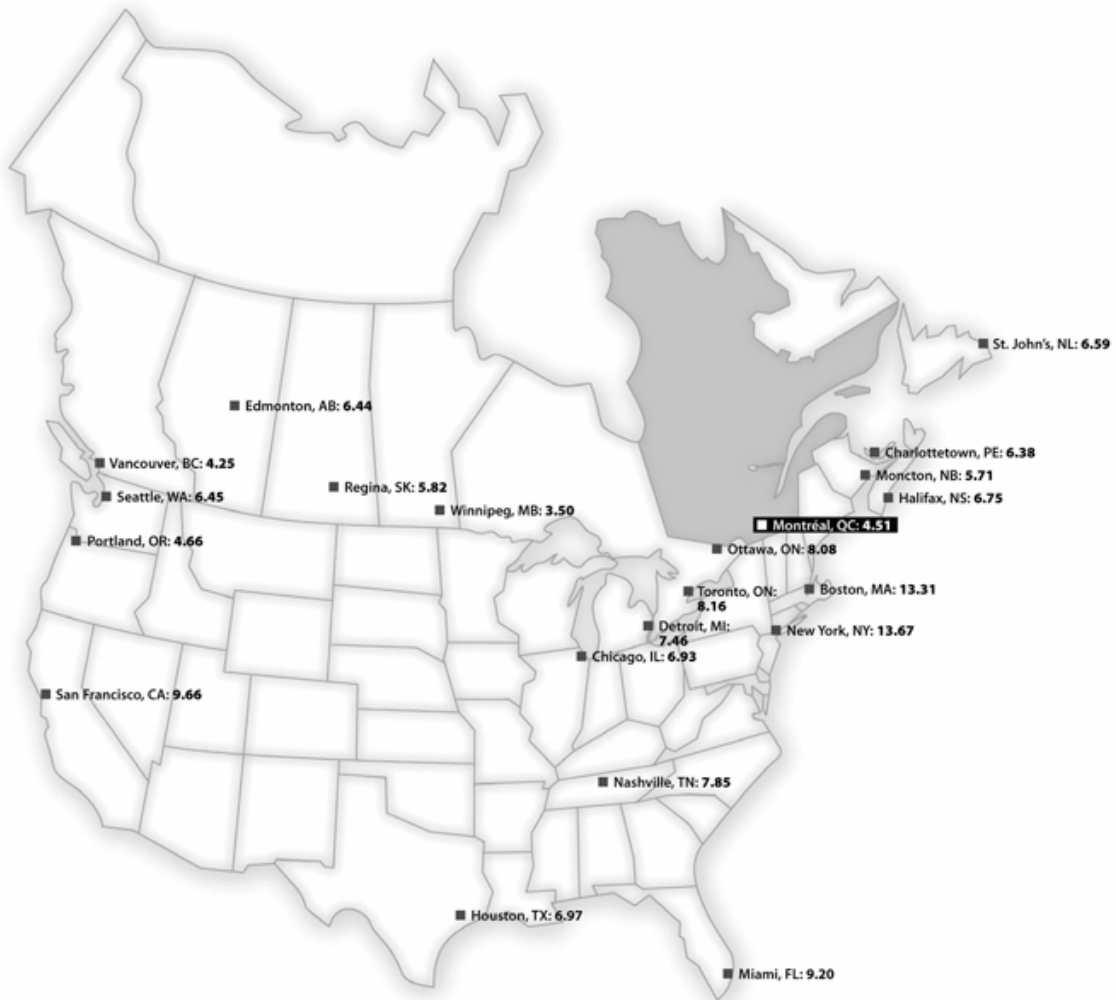 St. John's, NL: 6.59
Edmonton, AB: 6.44
Charlottetown, PE: 6.38
Vancouver, BC: 4.25
Moncton, NB: 5.71
Regina, SK: 5.82
Seattle, WA: 6.45
Halifax, NS: 6.75
Winnipeg, MB: 3.50
Montréal, QC: 4.51
Portland, OR: 4.66
Ottawa, ON: 8.08
Boston, MA: 13.31
Toronto, ON:
8.16
Detroit, MI:
7.46
New York, NY: 13.67
Chicago, IL: 6.93
San Francisco, CA: 9.66
Nashville, TN: 7.85
Houston, TX: 6.97
Miami, FL: 9.20